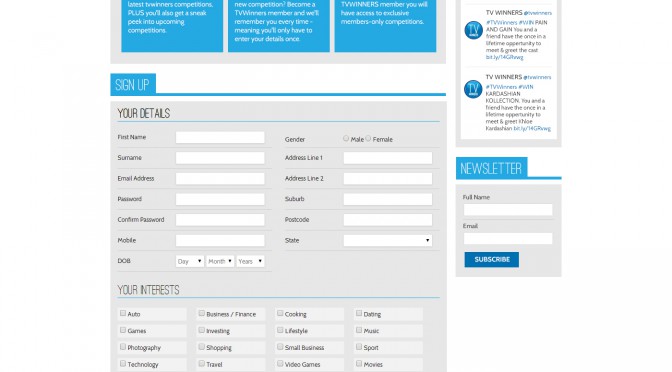 latest tvwinners competitions.
PLUS you'll also get a sneak
peek into upcoming
competitions.
new competition? Become a
TVWinners member and we'll
remember you every time -
meaning you'll only have to
enter your details once.
TVWINNERS member you will
have access to exclusive
members-only competitions.
SIGN UP
YOUR DETAILS
First Name
Surname
Email Address
Password
Confirm Password
Mobile
DOB
Day
Month
Years
Gender
Male
Female
Address Line 1
Address Line 2
Suburb
Postcode
State
YOUR INTERESTS
Auto
Business / Finance
Cooking
Dating
Games
Investing
Lifestyle
Music
Photography
Shopping
Small Business
Sport
Technology
Travel
Video Games
Movies
TV WINNERS @tvwinners
#TVWinners #WIN PAIN
AND GAIN You and a
friend have the once in a
lifetime opportunity to
meet & greet the cast
bit.ly/14GRvwg
TV WINNERS @tvwinners
#TVWinners #WIN
KARDASHIAN
KOLLECTION. You and a
friend have the once in a
lifetime opportunity to
meet & greet Khloe
Kardashian bit.ly/14GRvwg
TV
NEWSLETTER
Full Name
Email
SUBSCRIBE